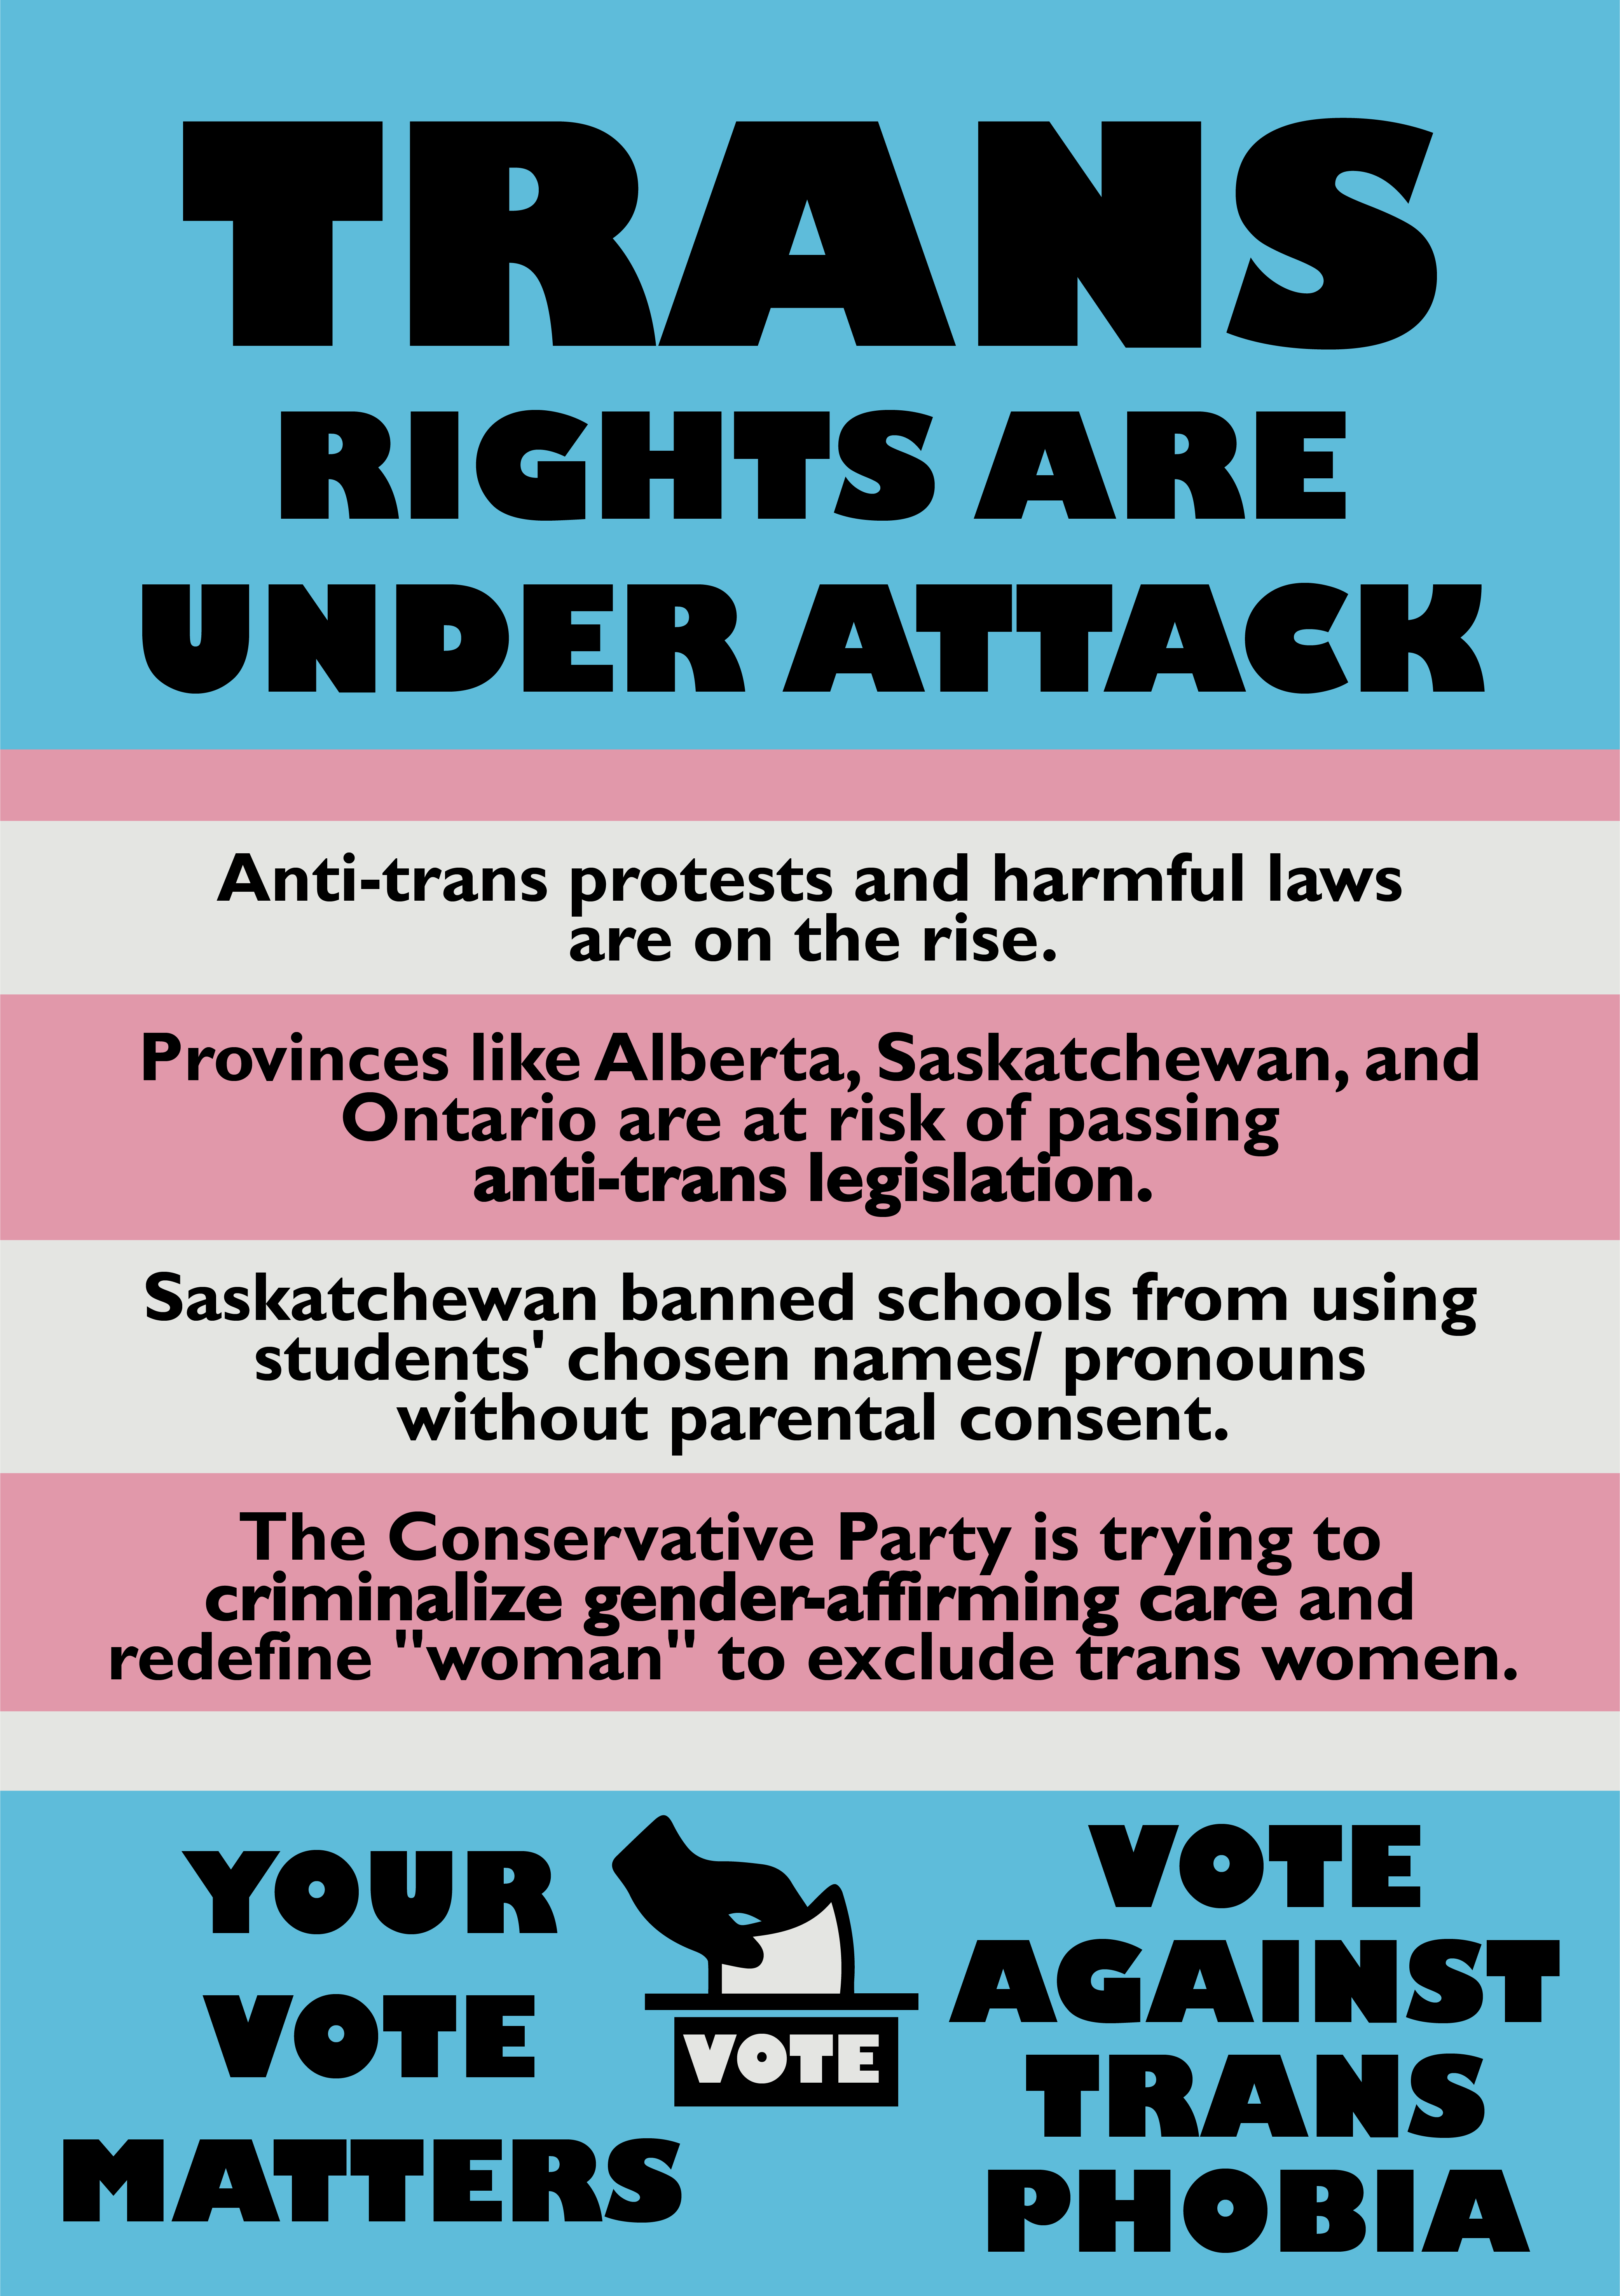 TRANS
RIGHTS ARE
UNDER ATTACK
Anti-trans protests and harmful laws
are on the rise.
Provinces like Alberta, Saskatchewan, and
Ontario are at risk of passing
anti-trans legislation.
Saskatchewan banned schools from using
students' chosen names/ pronouns
without parental consent.
The Conservative Party is trying to
criminalize gender-affirming care and
redefine "woman" to exclude trans women.
YOUR
VOTE
MATTERS
VOTE
VOTE
AGAINST
TRANS
PHOBIA